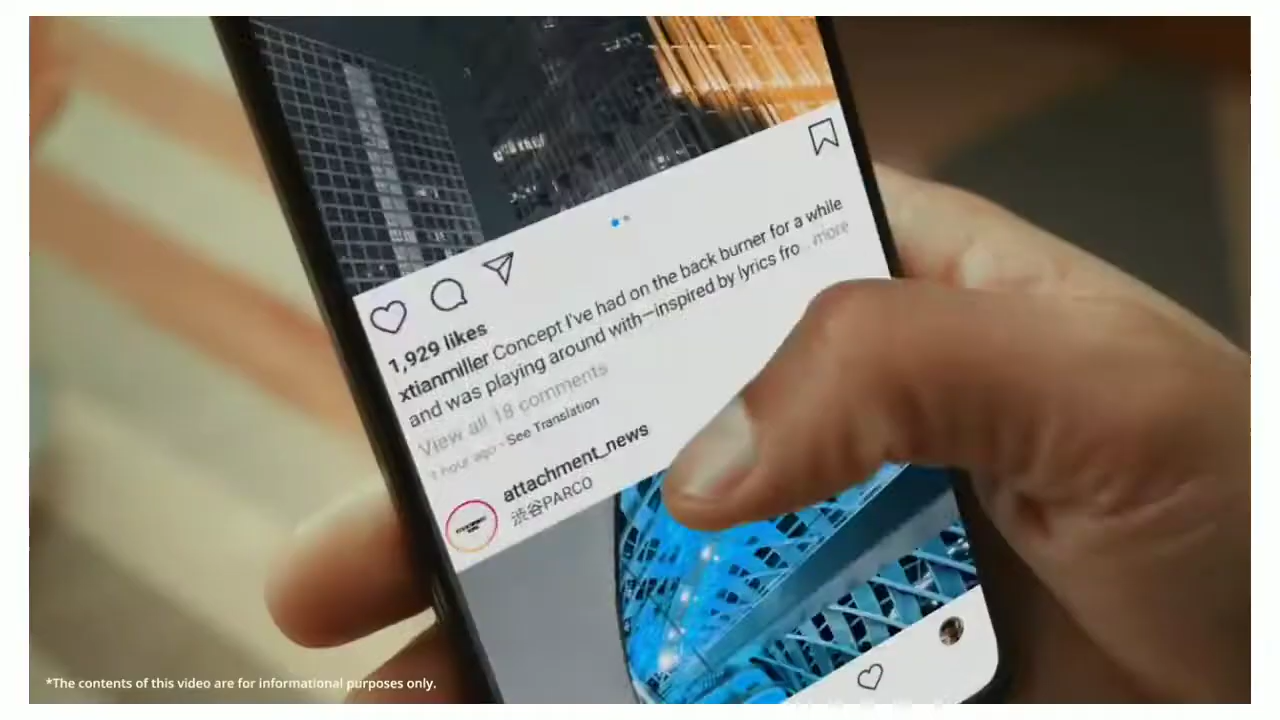 1,929 likes
xtianmiller Concept I've had on the back burner for a while
and was playing around with—inspired by lyrics fro... more
View all 18 comments
1 hour ago · See Translation
attachment_news
渋谷PARCO
*The contents of this video are for informational purposes only.